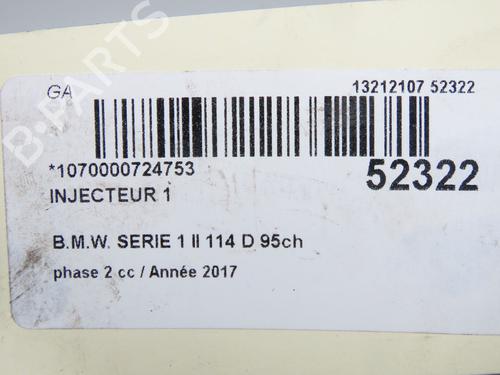 B-PARTS
GA
13212107 52322
*1070000724753
52322
INJECTEUR 1
B.M.W. SERIE 1 II 114 D 95ch
phase 2 cc / Année 2017